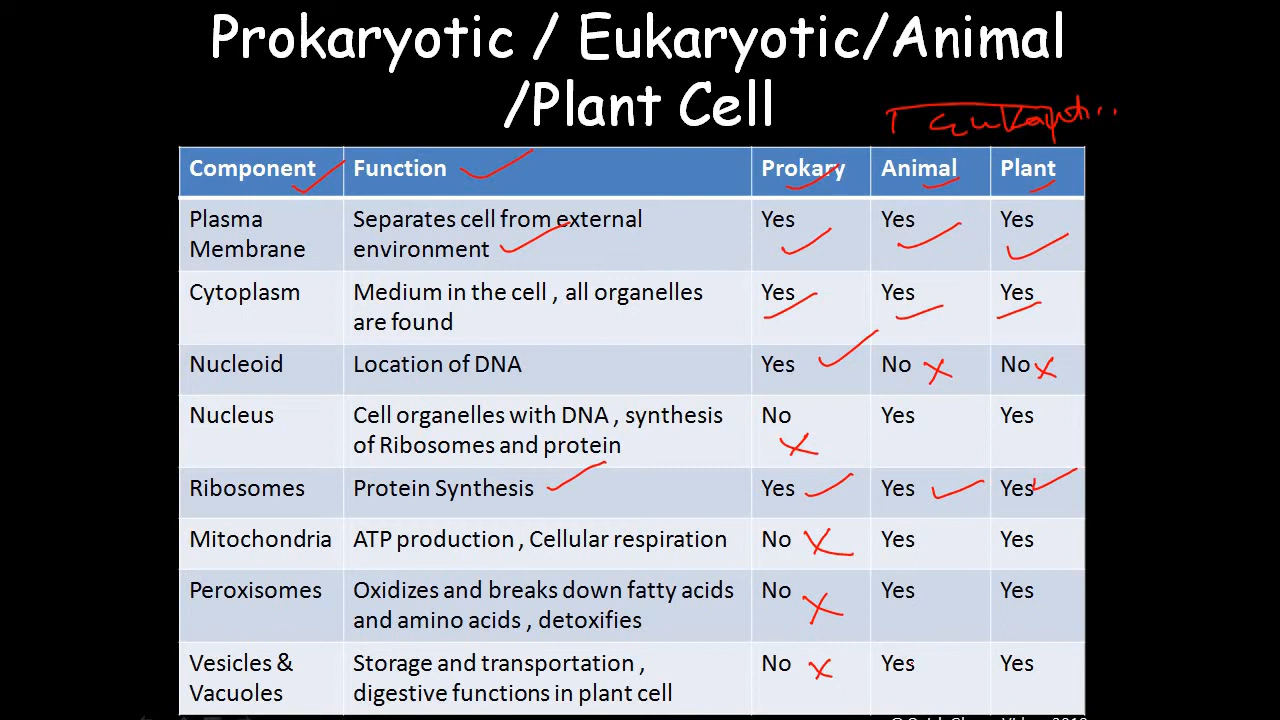 Prokaryotic / Eukaryotic/Animal
/Plant Cell
Component Function Prokary Animal Plant
Plasma Membrane Separates cell from external environment Yes Yes Yes
Cytoplasm Medium in the cell , all organelles are found Yes Yes Yes
Nucleoid Location of DNA Yes No No
Nucleus Cell organelles with DNA , synthesis of Ribosomes and protein No Yes Yes
Ribosomes Protein Synthesis Yes Yes Yes
Mitochondria ATP production , Cellular respiration No Yes Yes
Peroxisomes Oxidizes and breaks down fatty acids and amino acids , detoxifies No Yes Yes
Vesicles & Vacuoles Storage and transportation , digestive functions in plant cell No Yes Yes